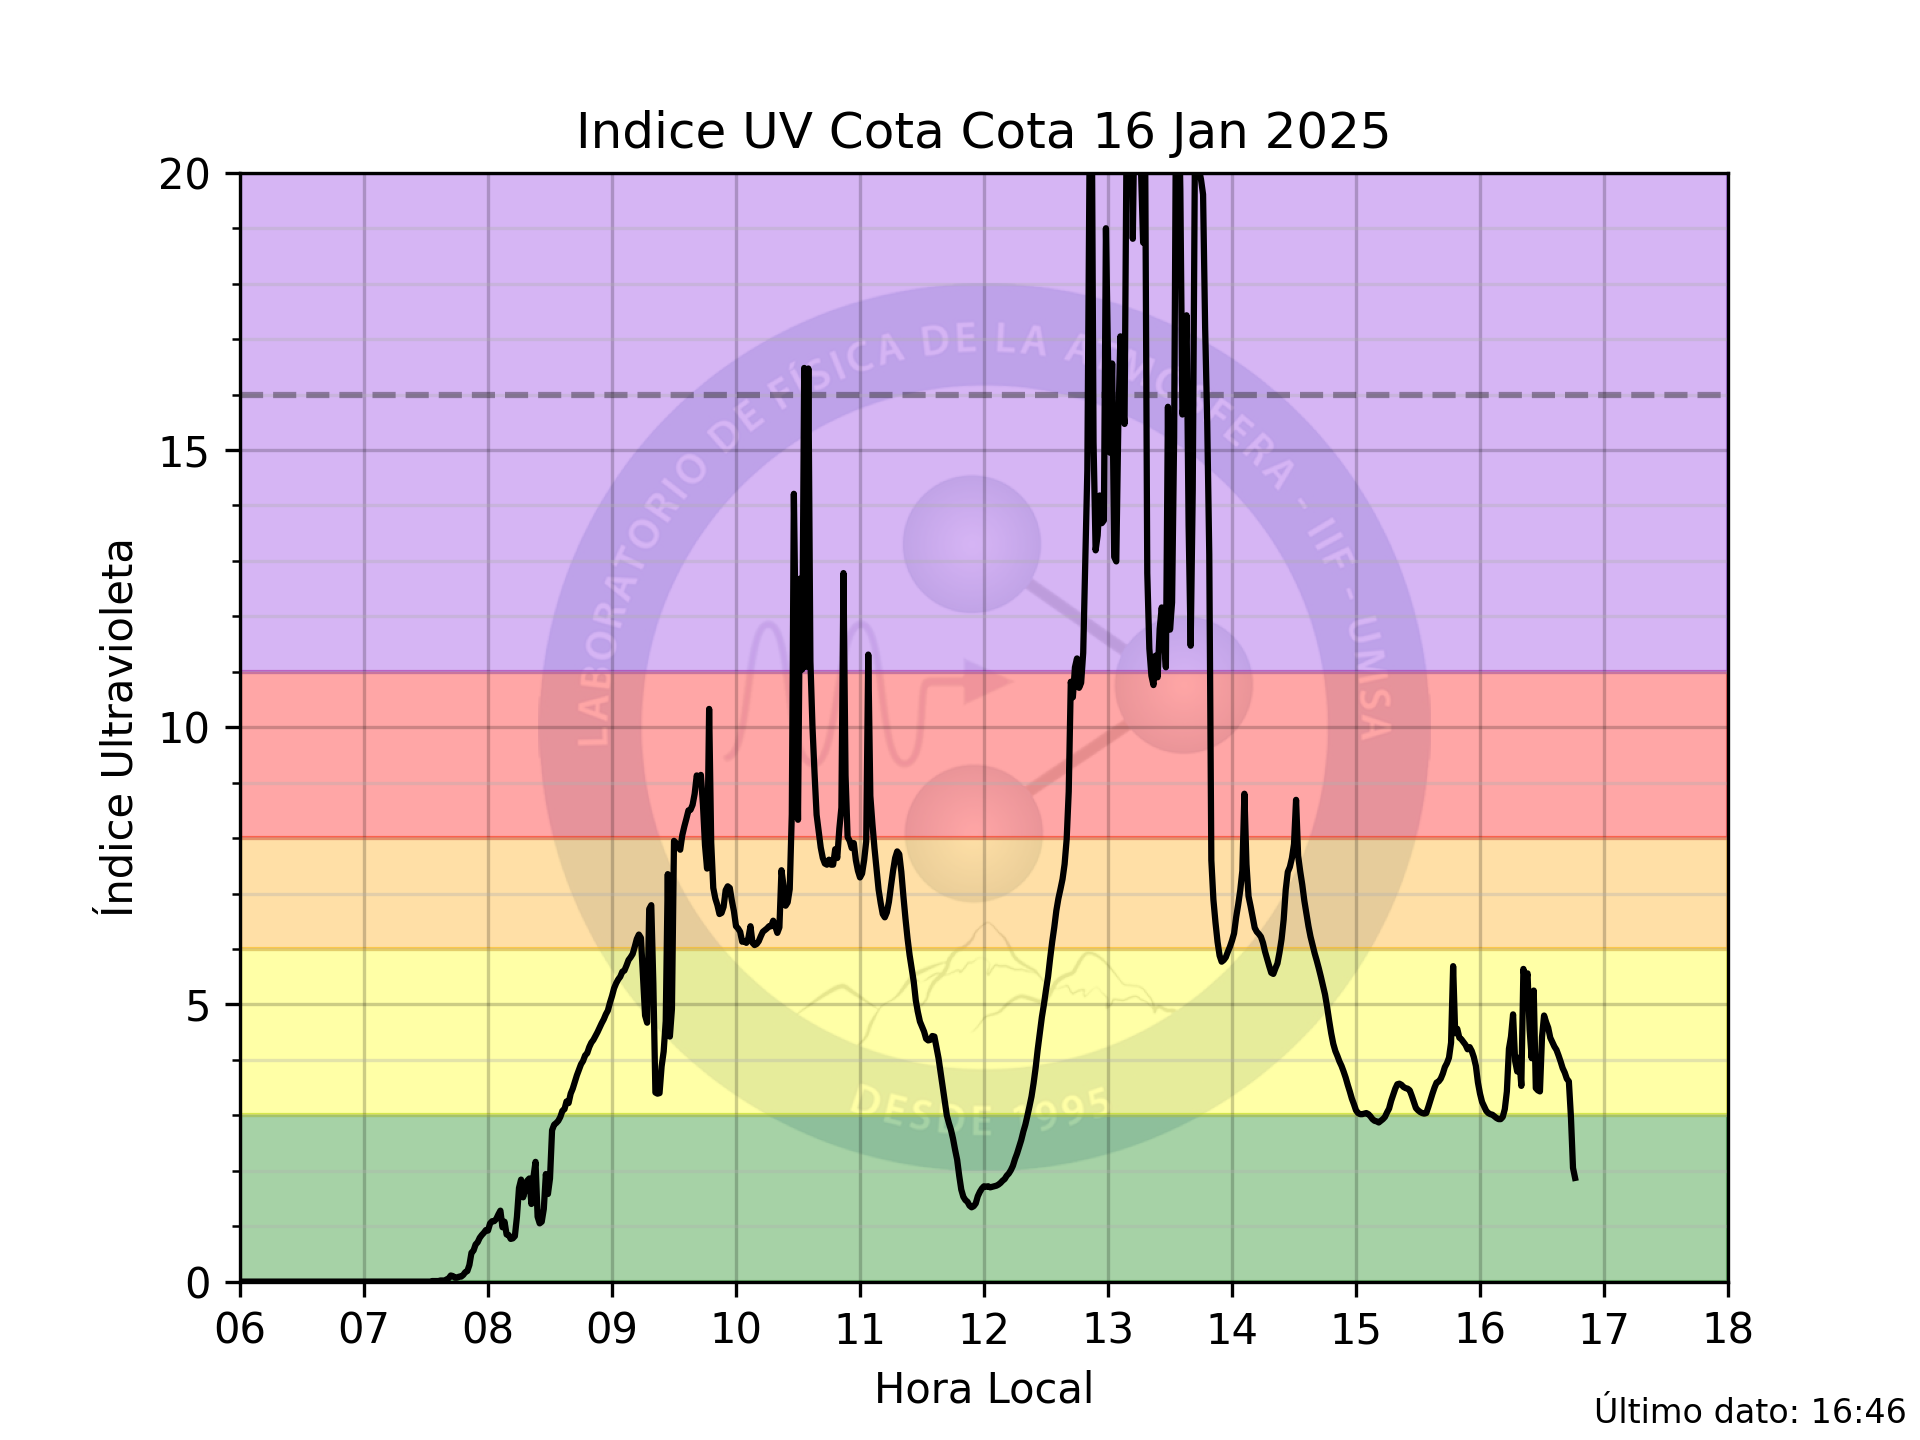 Indice UV Cota Cota 16 Jan 2025
20
15
10
5
0
Índice Ultravioleta
LABORATORIO DE FÍSICA DE LA ATMOSFERA - IIF - UMSA
DESDE 1995
06 07 08 09 10 11 12 13 14 15 16 17 18
Hora Local
Último dato: 16:46